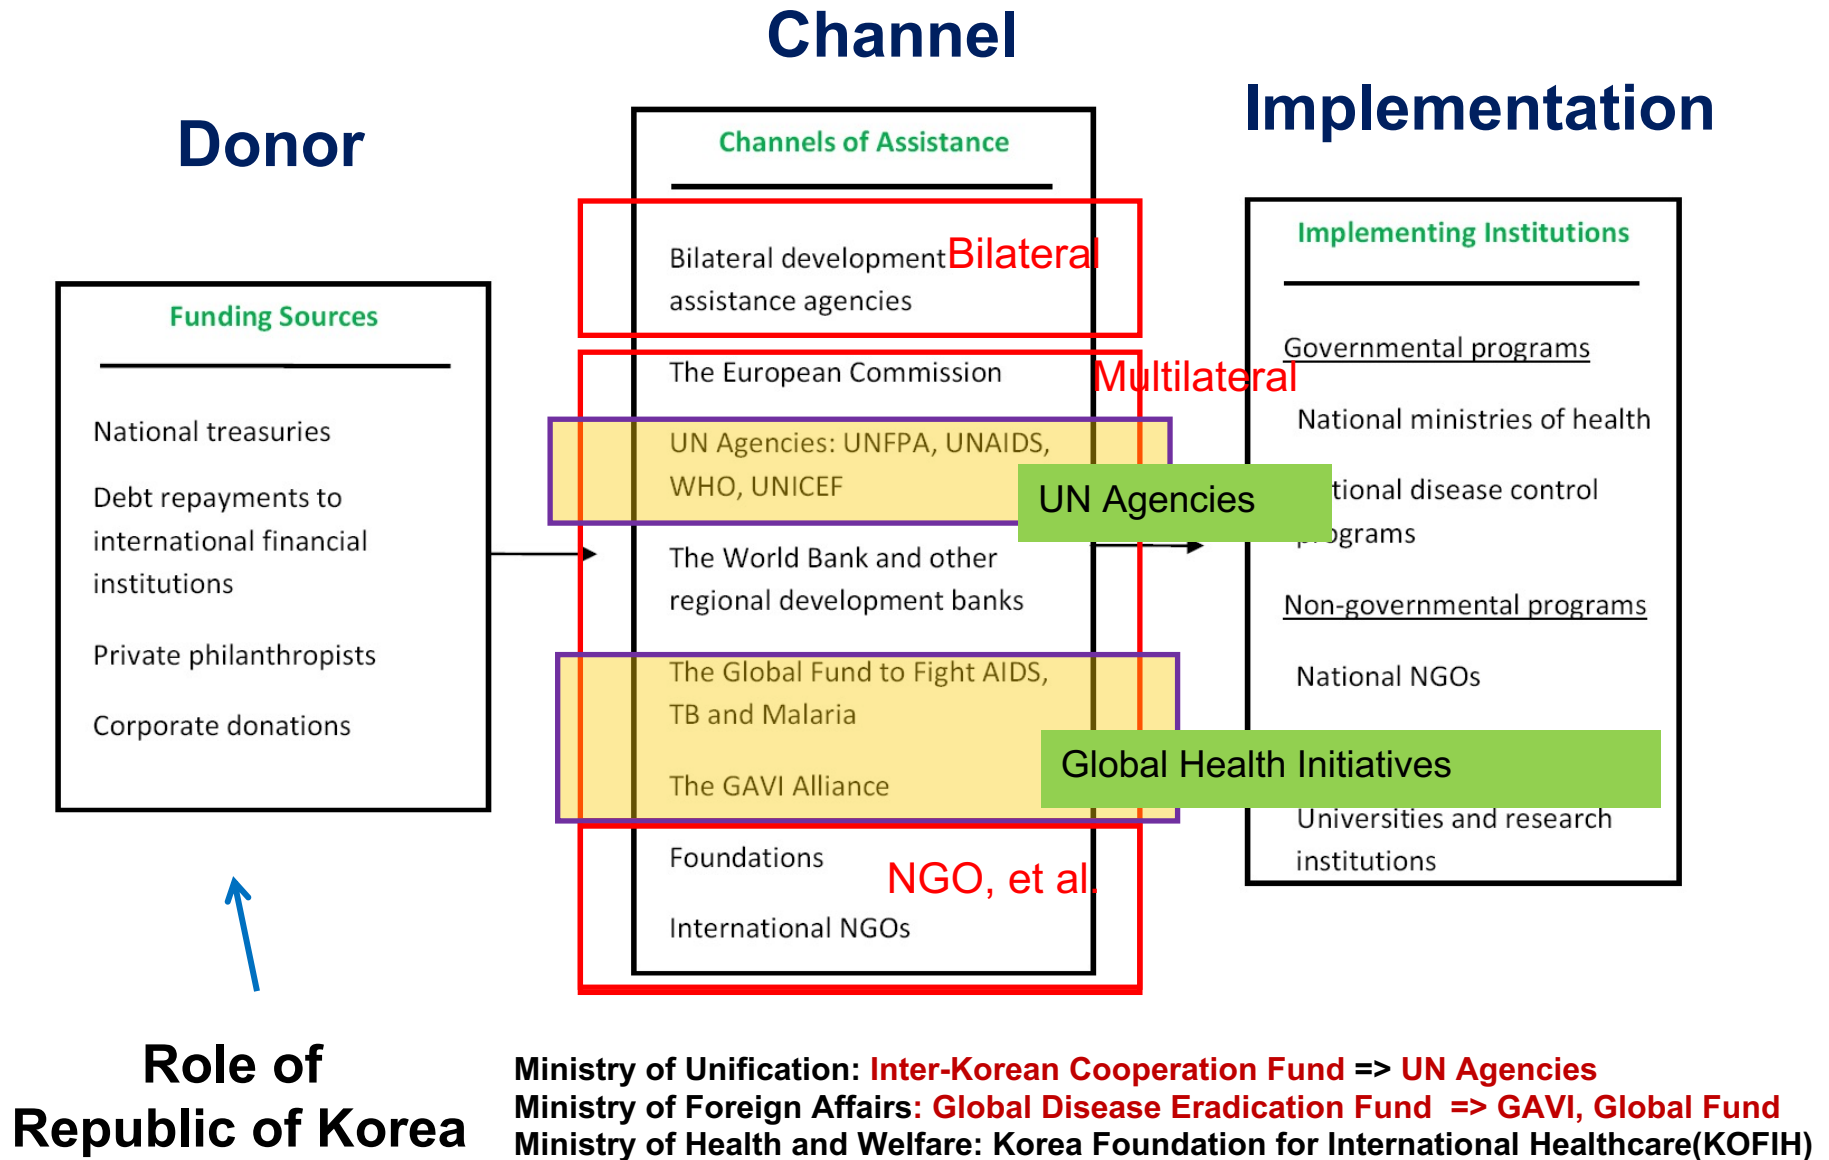 Channel
Donor
Implementation
Funding Sources
National treasuries
Debt repayments to
international financial
institutions
Private philanthropists
Corporate donations
Channels of Assistance
Bilateral development
assistance agencies
Bilateral
The European Commission
Multilateral
UN Agencies: UNFPA, UNAIDS,
WHO, UNICEF
UN Agencies
The World Bank and other
regional development banks
The Global Fund to Fight AIDS,
TB and Malaria
The GAVI Alliance
Global Health Initiatives
Foundations
NGO, et al.
International NGOs
Implementing Institutions
Governmental programs
National ministries of health
tional disease control
programs
Non-governmental programs
National NGOs
Universities and research
institutions
Role of
Republic of Korea
Ministry of Unification: Inter-Korean Cooperation Fund => UN Agencies
Ministry of Foreign Affairs: Global Disease Eradication Fund => GAVI, Global Fund
Ministry of Health and Welfare: Korea Foundation for International Healthcare(KOFIH)